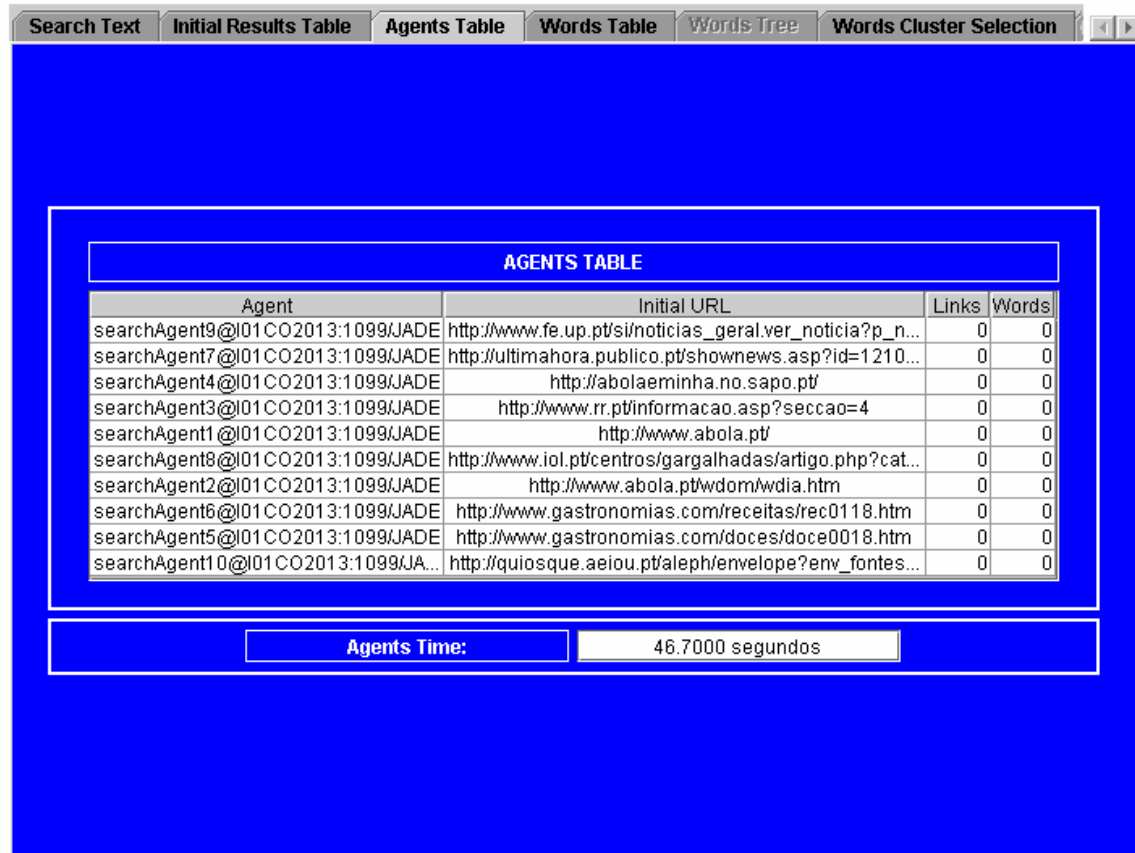 Search Text Initial Results Table Agents Table Words Table Words Tree Words Cluster Selection
AGENTS TABLE
Agent Initial URL Links Words
searchAgent9@I01CO2013:1099/JADE http://www.fe.up.pt/si/noticias_geral.ver_noticia?p_n... 0 0
searchAgent7@I01CO2013:1099/JADE http://ultimahora.publico.pt/shownews.asp?id=1210... 0 0
searchAgent4@I01CO2013:1099/JADE http://abolaeminha.no.sapo.pt/ 0 0
searchAgent3@I01CO2013:1099/JADE http://www.rr.pt/informacao.asp?seccao=4 0 0
searchAgent1@I01CO2013:1099/JADE http://www.abola.pt/ 0 0
searchAgent8@I01CO2013:1099/JADE http://www.iol.pt/centros/gargalhadas/artigo.php?cat... 0 0
searchAgent2@I01CO2013:1099/JADE http://www.abola.pt/wdom/wdia.htm 0 0
searchAgent6@I01CO2013:1099/JADE http://www.gastronomias.com/receitas/rec0118.htm 0 0
searchAgent5@I01CO2013:1099/JADE http://www.gastronomias.com/doces/doce0018.htm 0 0
searchAgent10@I01CO2013:1099/JA... http://quiosque.aeiou.pt/aleph/envelope?env_fontes... 0 0
Agents Time: 46.7000 segundos